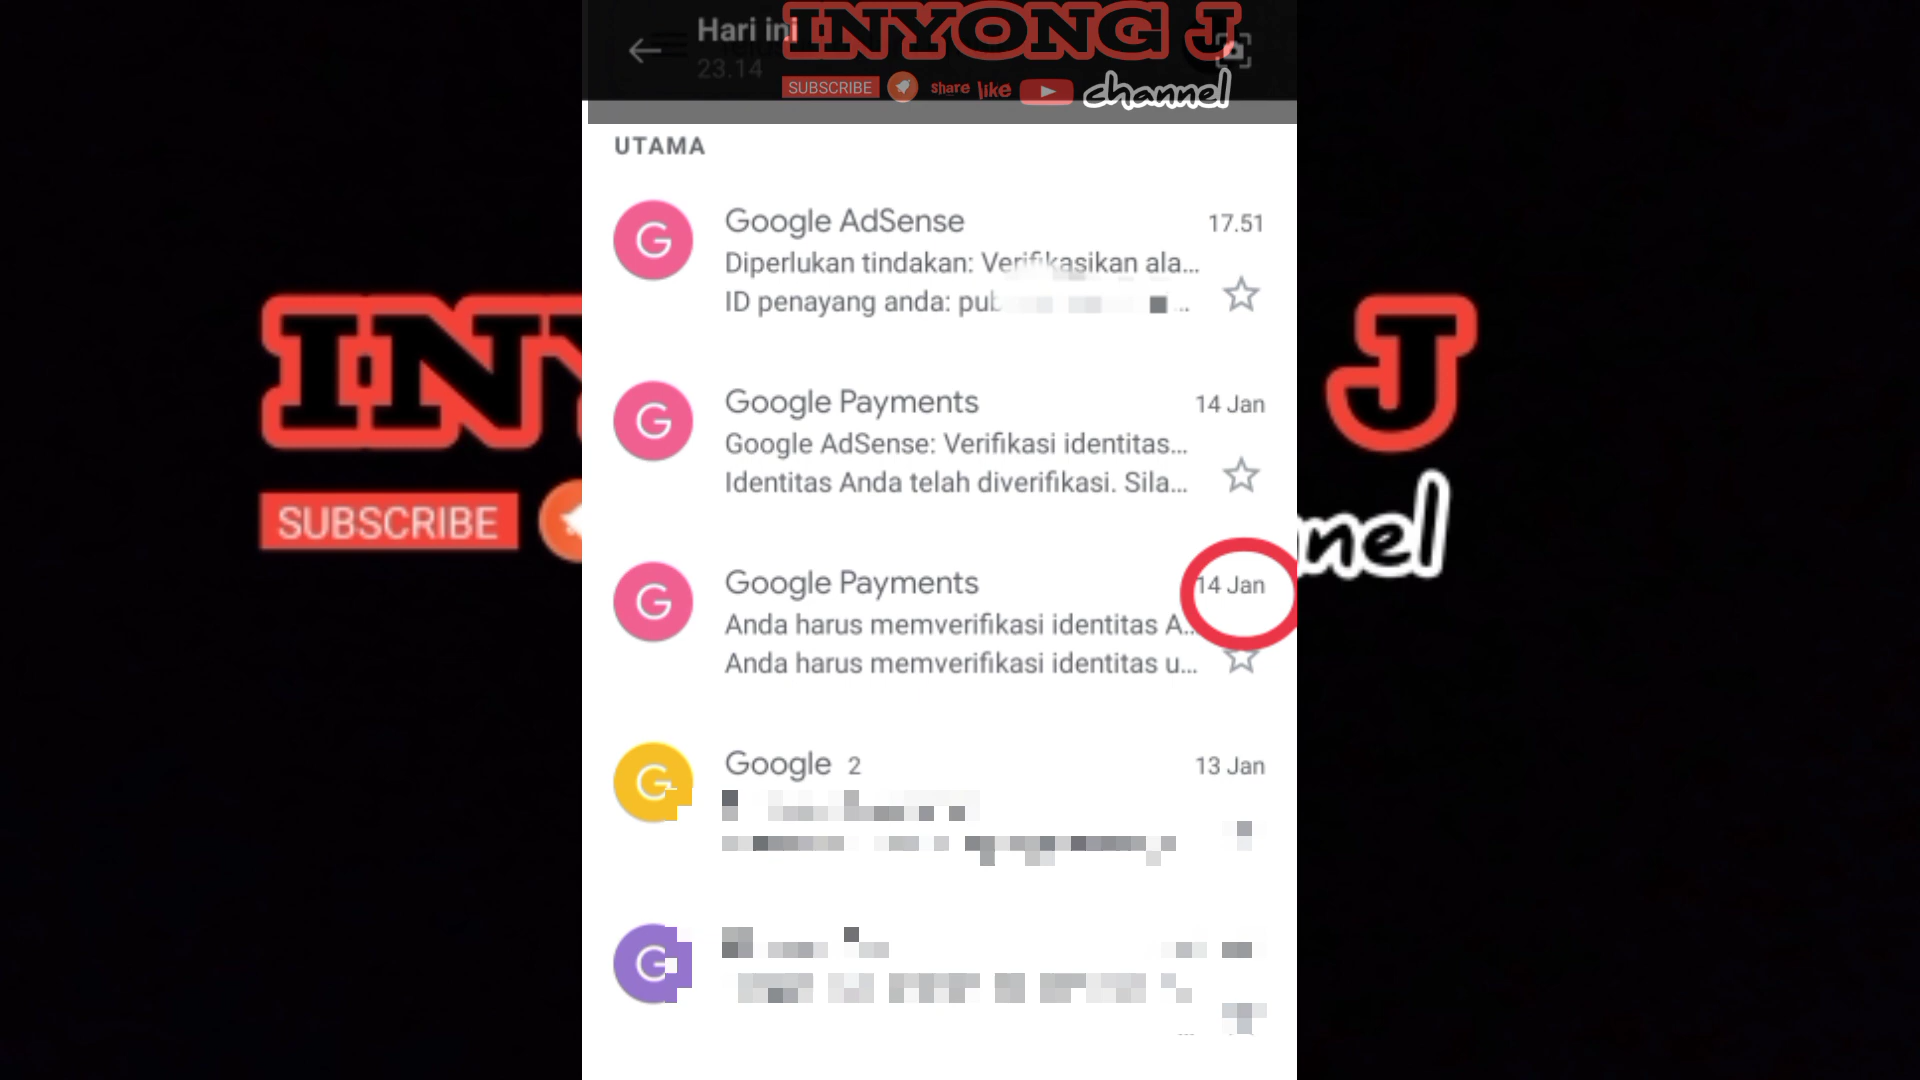 Hari ini
23.14
INYONG J
SUBSCRIBE
share like
channel
UTAMA
Google AdSense
17.51
Diperlukan tindakan: Verifikasikan ala...
ID penayang anda: pub
...
Google Payments
14 Jan
Google AdSense: Verifikasi identitas...
Identitas Anda telah diverifikasi. Sila...
Google Payments
14 Jan
Anda harus memverifikasi identitas A...
Anda harus memverifikasi identitas u...
Google 2
13 Jan
INY
J
SUBSCRIBE
nnel